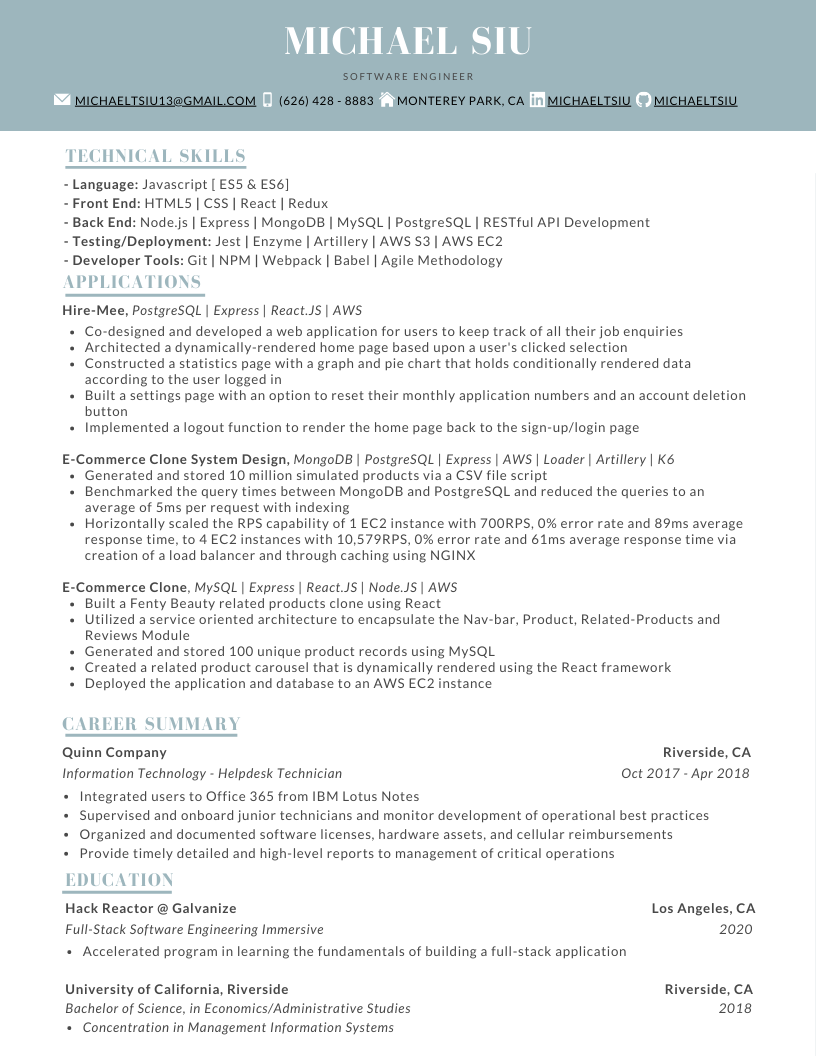 MICHAEL SIU
SOFTWARE ENGINEER
MICHAELTSIU13@GMAIL.COM (626) 428 - 8883 MONTEREY PARK, CA MICHAELTSIU MICHAELTSIU
TECHNICAL SKILLS
- Language: Javascript [ ES5 & ES6]
- Front End: HTML5 | CSS | React | Redux
- Back End: Node.js | Express | MongoDB | MySQL | PostgreSQL | RESTful API Development
- Testing/Deployment: Jest | Enzyme | Artillery | AWS S3 | AWS EC2
- Developer Tools: Git | NPM | Webpack | Babel | Agile Methodology
APPLICATIONS
Hire-Mee, PostgreSQL | Express | React.JS | AWS
• Co-designed and developed a web application for users to keep track of all their job enquiries
• Architected a dynamically-rendered home page based upon a user's clicked selection
• Constructed a statistics page with a graph and pie chart that holds conditionally rendered data
according to the user logged in
• Built a settings page with an option to reset their monthly application numbers and an account deletion
button
• Implemented a logout function to render the home page back to the sign-up/login page
E-Commerce Clone System Design, MongoDB | PostgreSQL | Express | AWS | Loader | Artillery | K6
• Generated and stored 10 million simulated products via a CSV file script
• Benchmarked the query times between MongoDB and PostgreSQL and reduced the queries to an
average of 5ms per request with indexing
• Horizontally scaled the RPS capability of 1 EC2 instance with 700RPS, 0% error rate and 89ms average
response time, to 4 EC2 instances with 10,579RPS, 0% error rate and 61ms average response time via
creation of a load balancer and through caching using NGINX
E-Commerce Clone, MySQL | Express | React.JS | Node.JS | AWS
• Built a Fenty Beauty related products clone using React
• Utilized a service oriented architecture to encapsulate the Nav-bar, Product, Related-Products and
Reviews Module
• Generated and stored 100 unique product records using MySQL
• Created a related product carousel that is dynamically rendered using the React framework
• Deployed the application and database to an AWS EC2 instance
CAREER SUMMARY
Quinn Company Riverside, CA
Information Technology - Helpdesk Technician Oct 2017 - Apr 2018
• Integrated users to Office 365 from IBM Lotus Notes
• Supervised and onboard junior technicians and monitor development of operational best practices
• Organized and documented software licenses, hardware assets, and cellular reimbursements
• Provide timely detailed and high-level reports to management of critical operations
EDUCATION
Hack Reactor @ Galvanize Los Angeles, CA
Full-Stack Software Engineering Immersive 2020
• Accelerated program in learning the fundamentals of building a full-stack application
University of California, Riverside Riverside, CA
Bachelor of Science, in Economics/Administrative Studies 2018
• Concentration in Management Information Systems